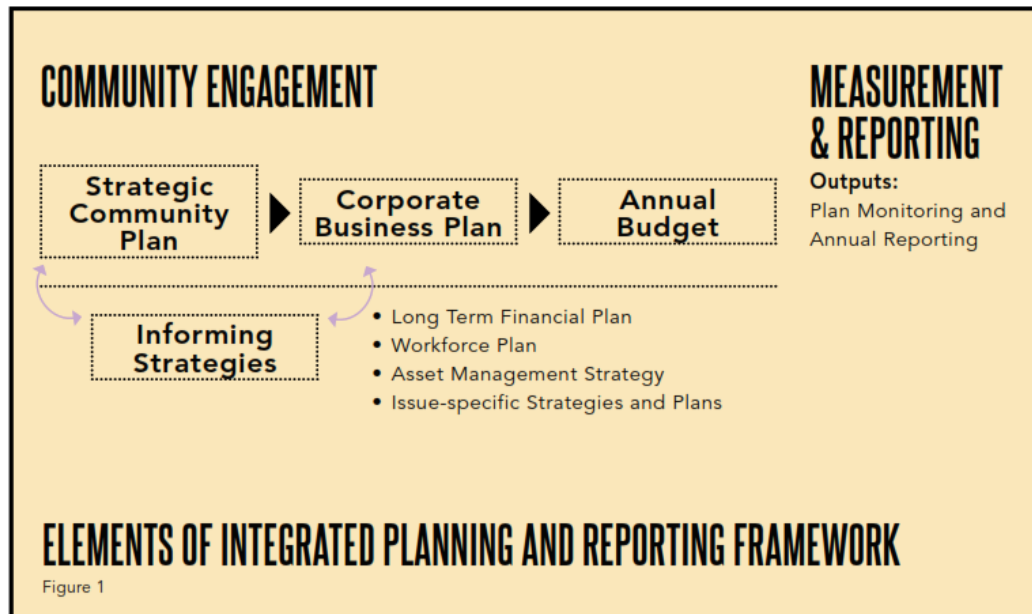 COMMUNITY ENGAGEMENT
MEASUREMENT
& REPORTING
Outputs:
Plan Monitoring and
Annual Reporting
Strategic
Community
Plan
Corporate
Business Plan
Annual
Budget
Informing
Strategies
• Long Term Financial Plan
• Workforce Plan
• Asset Management Strategy
• Issue-specific Strategies and Plans
ELEMENTS OF INTEGRATED PLANNING AND REPORTING FRAMEWORK
Figure 1